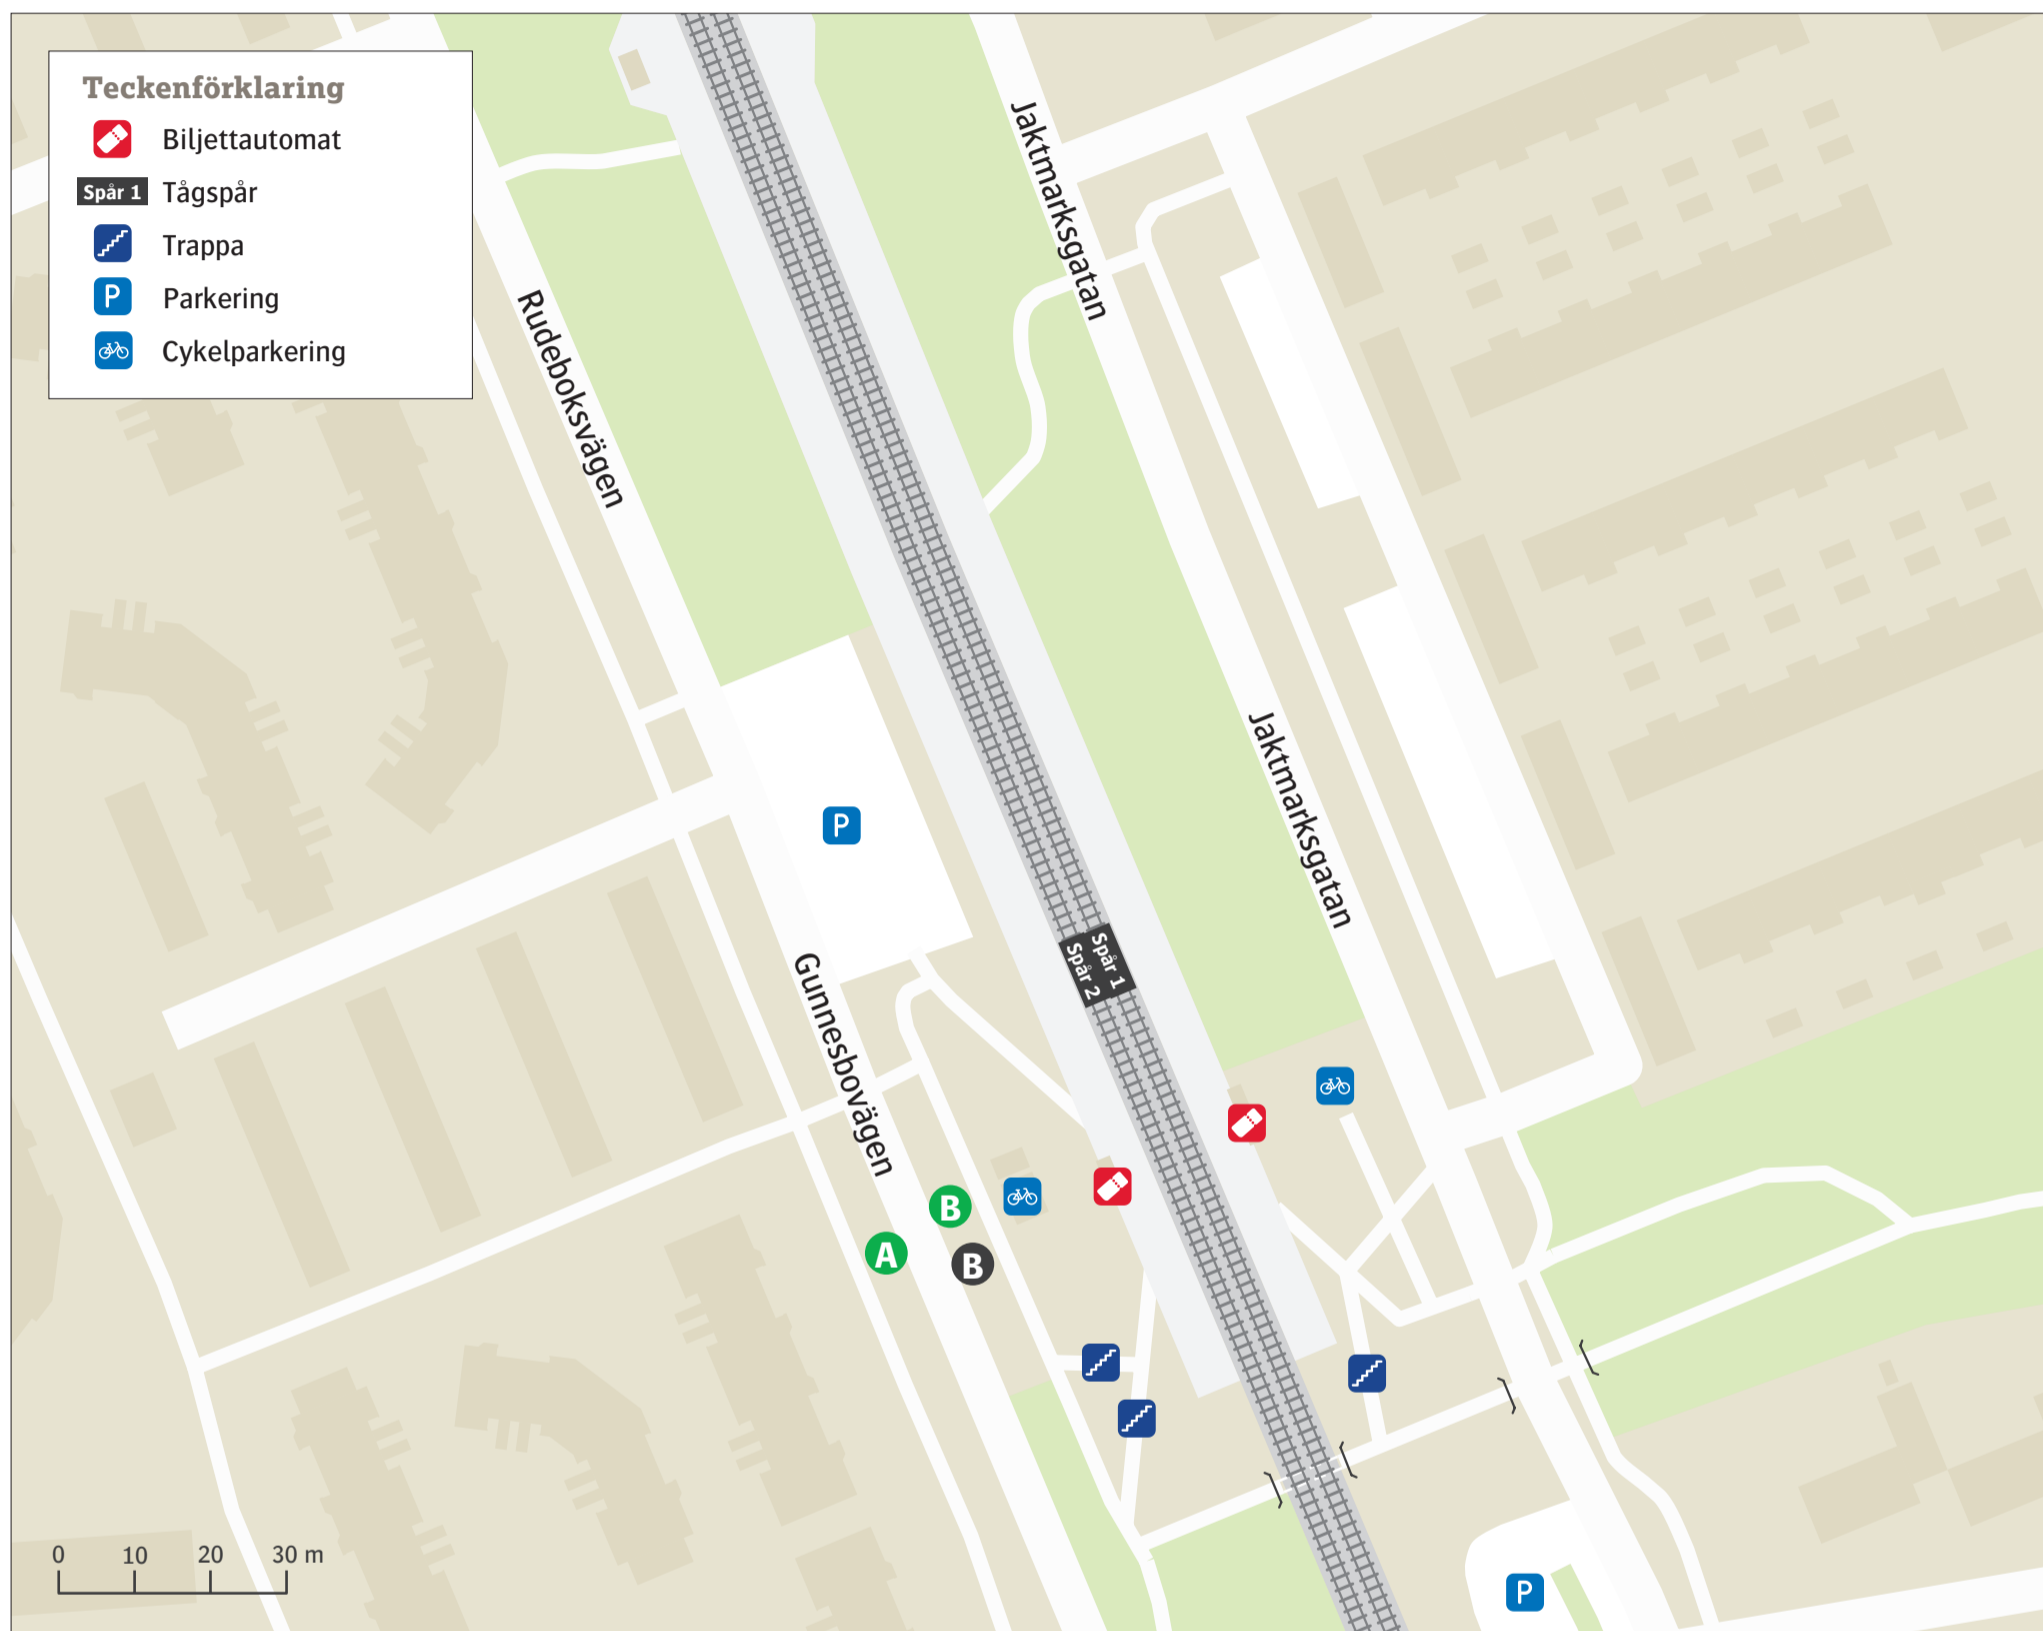 Teckenförklaring
Biljettautomat
Spår 1 Tågspår
Trappa
P Parkering
Cykelparkering
Jaktmarksgatan
Rudeboksvägen
Jaktmarksgatan
P
Spår 1
Spår 2
Gunnesbovägen
B
A
B
0 10 20 30 m
P